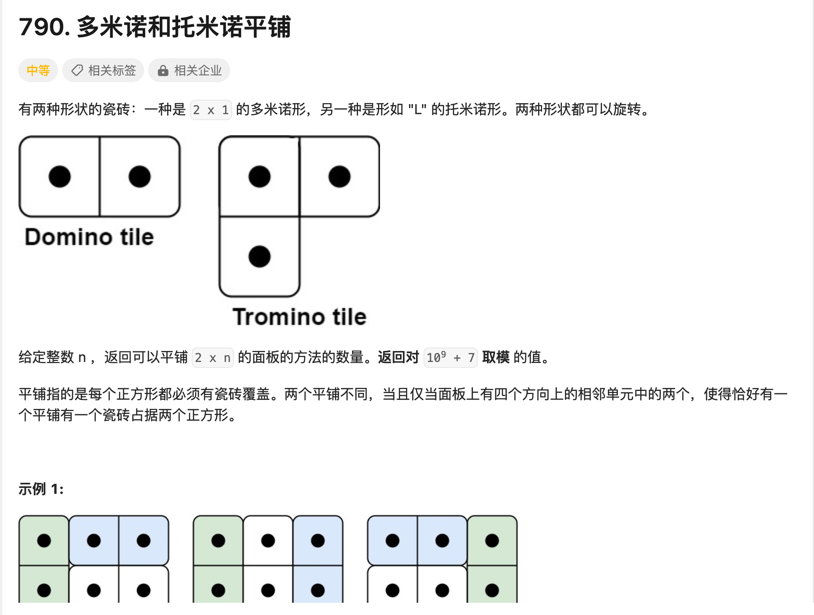 790. 多米诺和托米诺平铺
中等 相关标签 相关企业
有两种形状的瓷砖：一种是 2 x 1 的多米诺形，另一种是形如 "L" 的托米诺形。两种形状都可以旋转。
Domino tile
Tromino tile
给定整数 n ，返回可以平铺 2 x n 的面板的方法的数量。返回对 10⁹ + 7 取模 的值。
平铺指的是每个正方形都必须有瓷砖覆盖。两个平铺不同，当且仅当面板上有四个方向上的相邻单元中的两个，使得恰好有一
个平铺有一个瓷砖占据两个正方形。
示例 1: